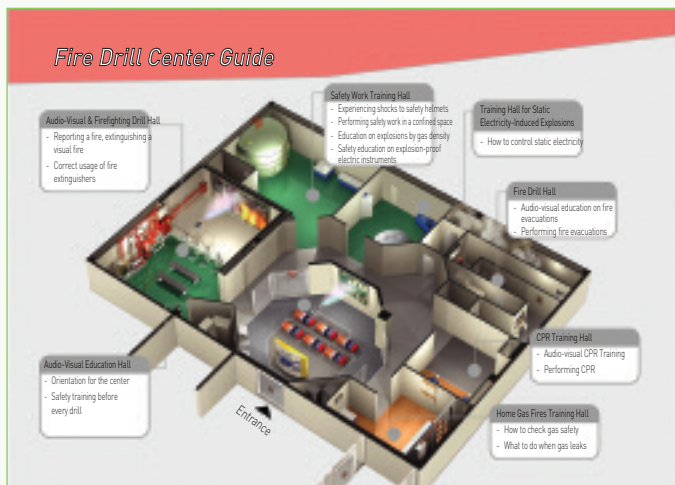 Fire Drill Center Guide
Audio-Visual & Firefighting Drill Hall
- Reporting a fire, extinguishing a
visual fire
- Correct usage of fire
extinguishers
Safety Work Training Hall
- Experiencing shocks to safety helmets
- Performing safety work in a confined space
- Education on explosions by gas density
- Safety education on explosion-proof
electric instruments
Training Hall for Static
Electricity-Induced Explosions
- How to control static electricity
Fire Drill Hall
- Audio-visual education on fire
evacuations
- Performing fire evacuations
CPR Training Hall
- Audio-visual CPR Training
- Performing CPR
Home Gas Fires Training Hall
- How to check gas safety
- What to do when gas leaks
Audio-Visual Education Hall
- Orientation for the center
- Safety training before
every drill
Entrance